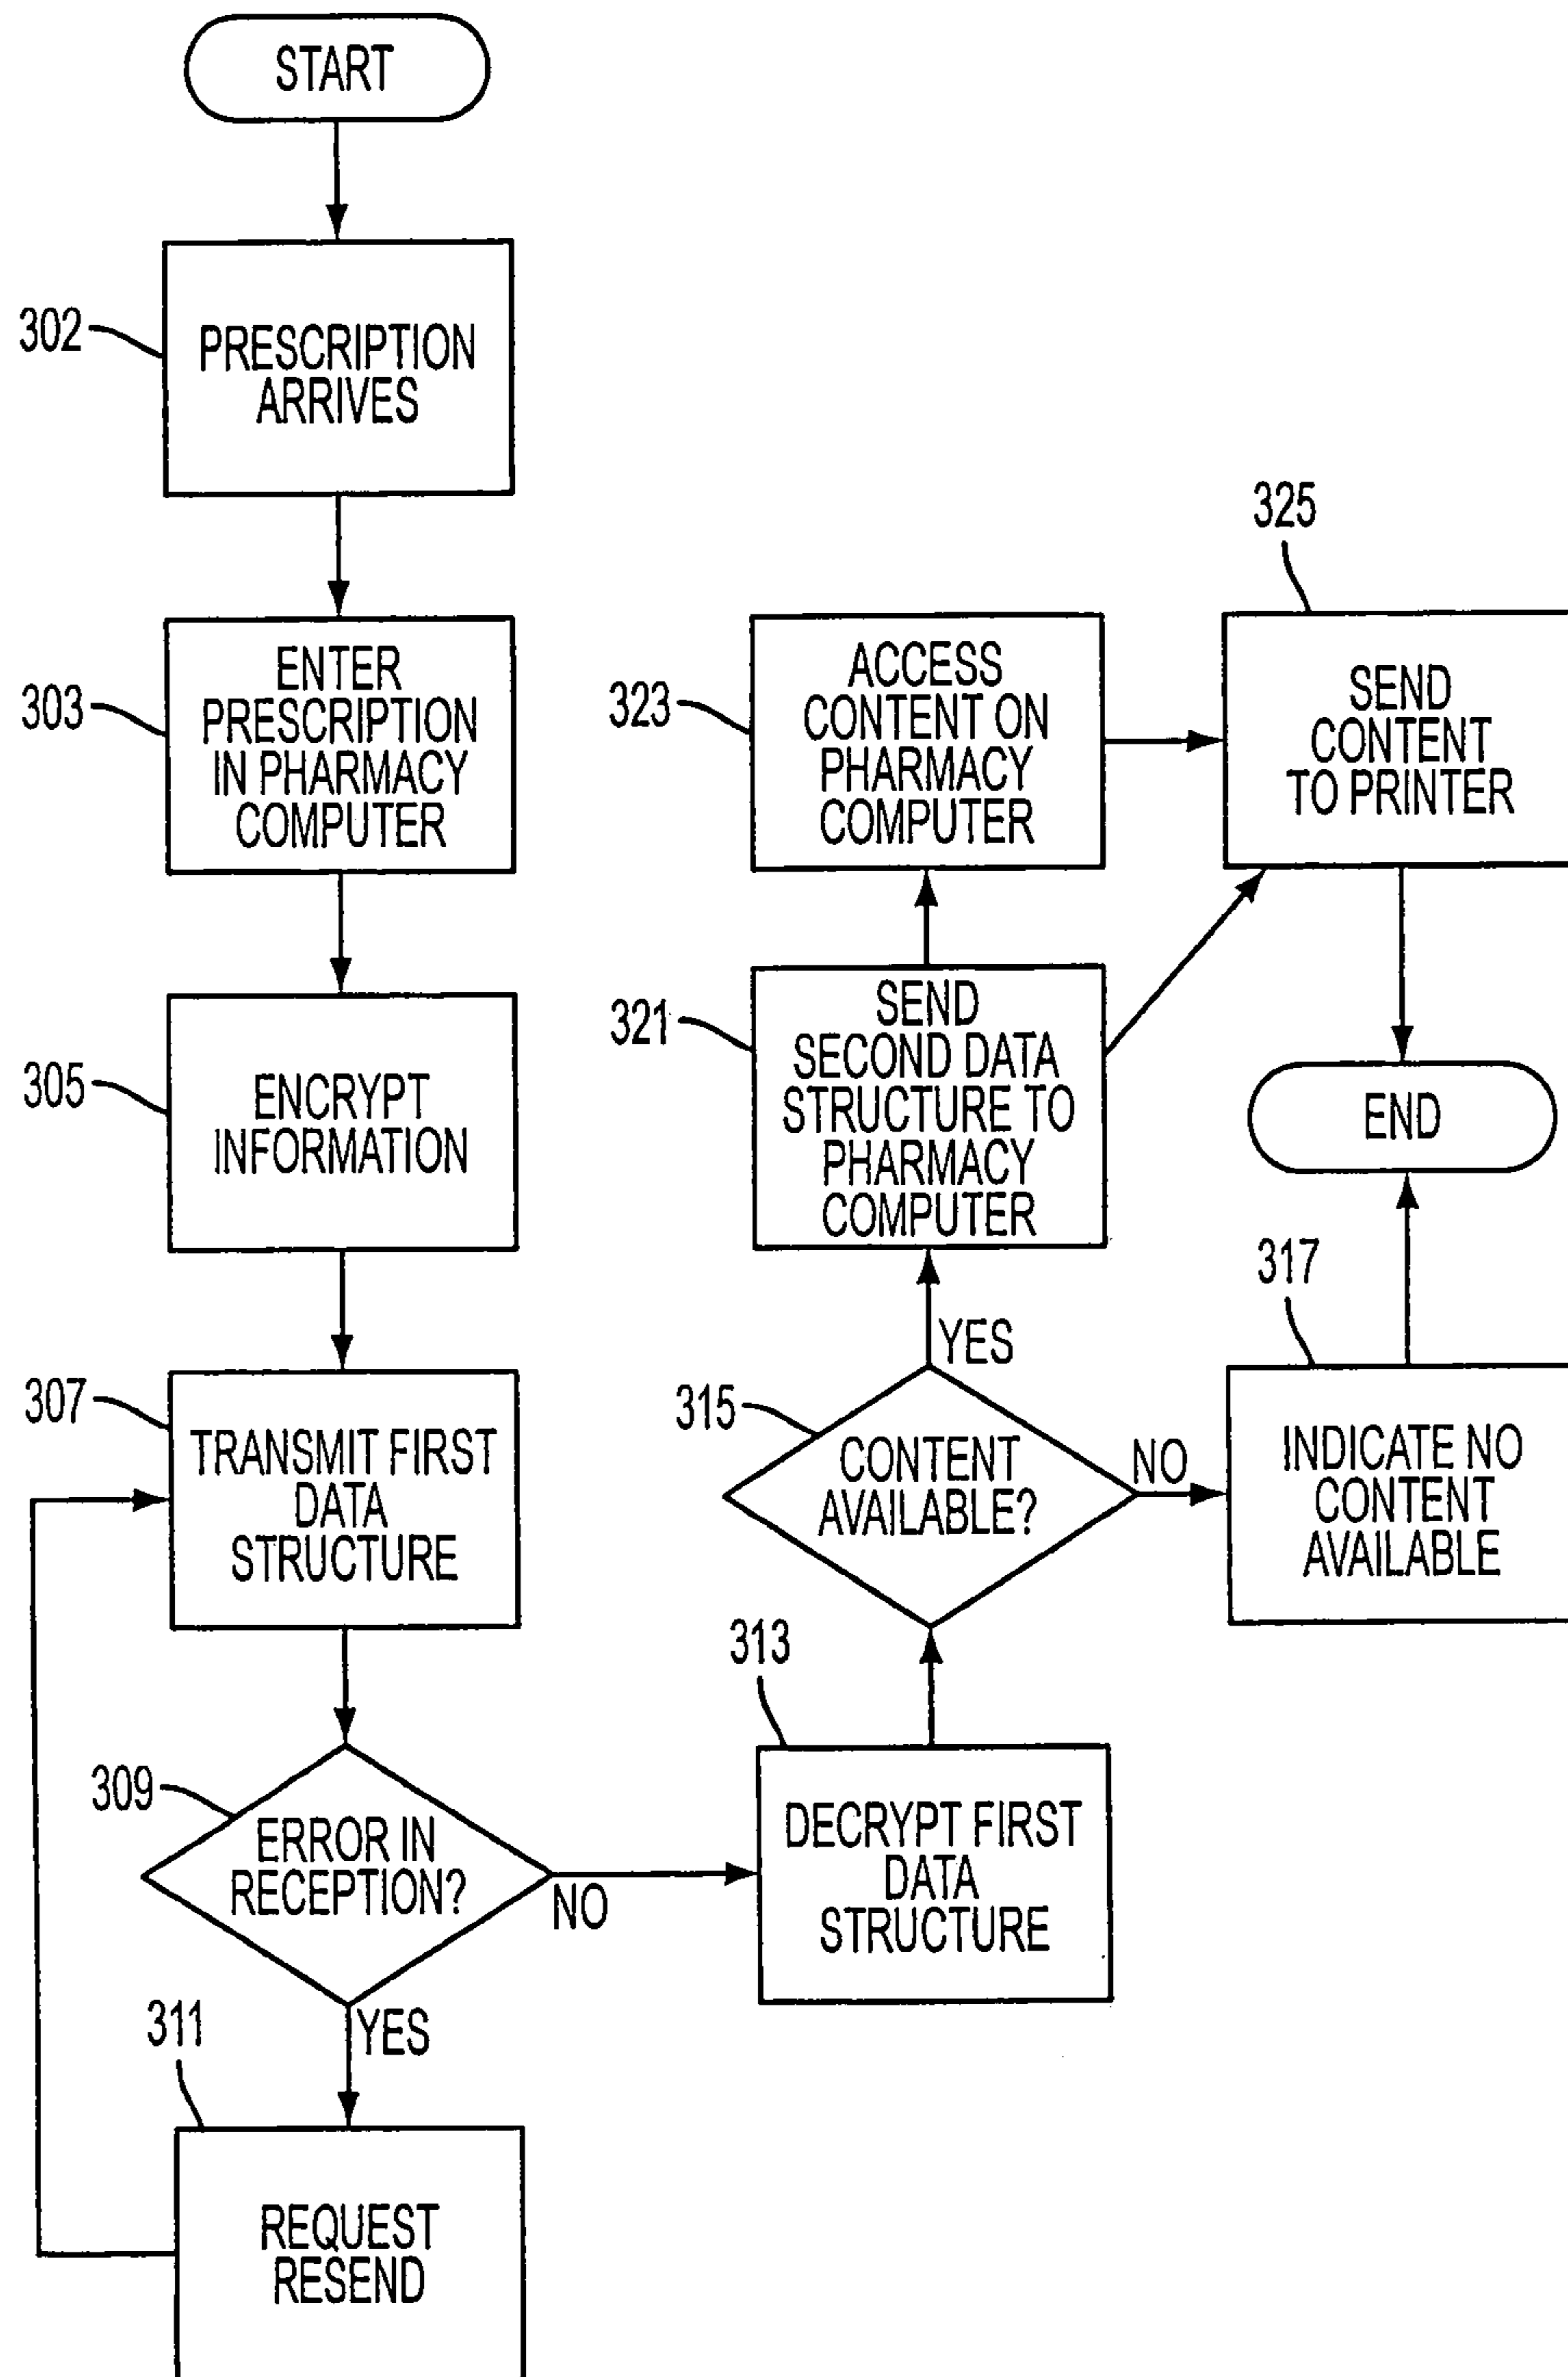 START
302
PRESCRIPTION
ARRIVES
303
ENTER
PRESCRIPTION
IN PHARMACY
COMPUTER
305
ENCRYPT
INFORMATION
307
TRANSMIT FIRST
DATA
STRUCTURE
309
ERROR IN
RECEPTION?
NO
YES
311
REQUEST
RESEND
313
DECRYPT FIRST
DATA
STRUCTURE
315
CONTENT
AVAILABLE?
NO
YES
317
INDICATE NO
CONTENT
AVAILABLE
321
SEND
SECOND DATA
STRUCTURE TO
PHARMACY
COMPUTER
323
ACCESS
CONTENT ON
PHARMACY
COMPUTER
325
SEND
CONTENT
TO PRINTER
END